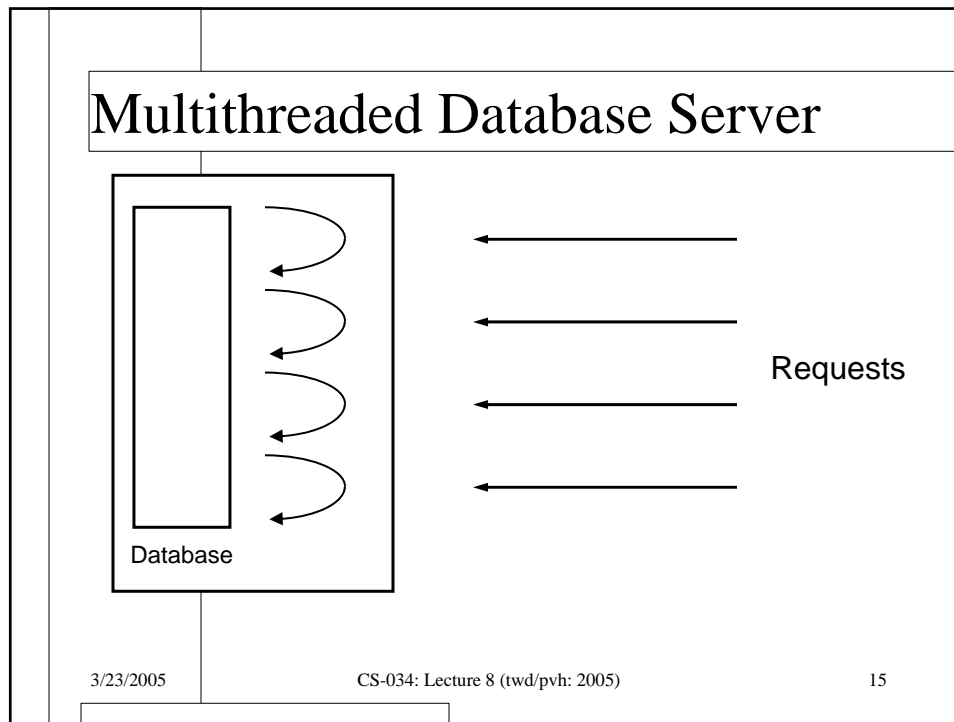 Multithreaded Database Server
Requests
Database
3/23/2005 CS-034: Lecture 8 (twd/pvh: 2005) 15